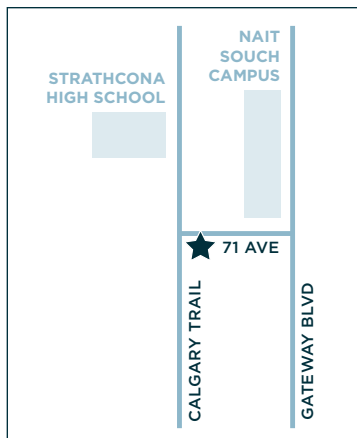 NAIT
SOUCH
CAMPUS
STRATHCONA
HIGH SCHOOL
71 AVE
CALGARY TRAIL
GATEWAY BLVD